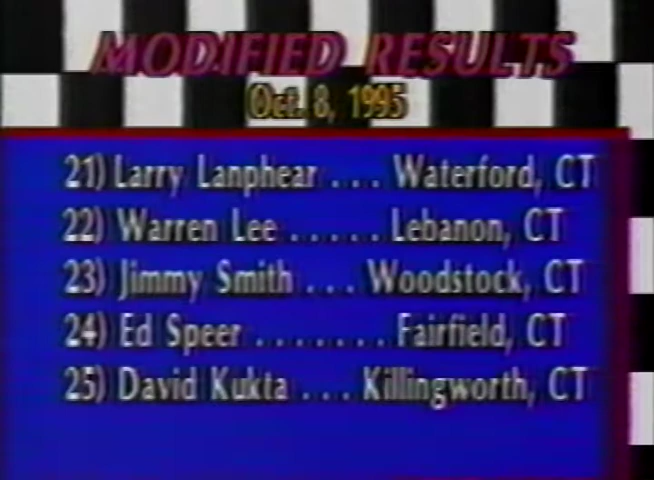 MODIFIED RESULTS
Oct. 8, 1995
21) Larry Lanphear . . . Waterford, CT
22) Warren Lee . . . . . Lebanon, CT
23) Jimmy Smith . . . Woodstock, CT
24) Ed Speer . . . . . . . Fairfield, CT
25) David Kukta . . . Killingworth, CT